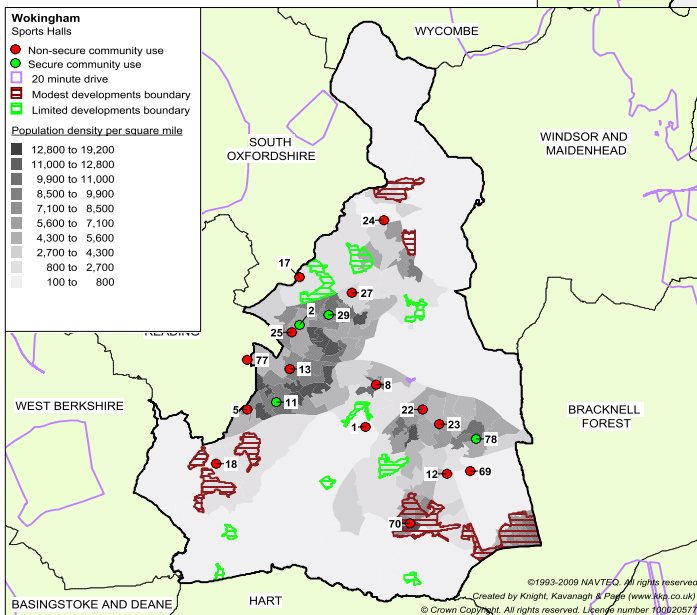 Wokingham
Sports Halls
Non-secure community use
Secure community use
20 minute drive
Modest developments boundary
Limited developments boundary
Population density per square mile
12,800 to 19,200
11,000 to 12,800
9,900 to 11,000
8,500 to 9,900
7,100 to 8,500
5,600 to 7,100
4,300 to 5,600
2,700 to 4,300
800 to 2,700
100 to 800
WYCOMBE
SOUTH
OXFORDSHIRE
WINDSOR AND
MAIDENHEAD
24
17
27
2
29
25
READING
77
13
8
WEST BERKSHIRE
11
5
22
BRACKNELL
FOREST
1
23
78
18
12
69
70
BASINGSTOKE AND DEANE
HART
©1993-2009 NAVTEQ. All rights reserved
Created by Knight, Kavanagh & Page (www.kkp.co.uk)
© Crown Copyright. All rights reserved. Licence number 10002057